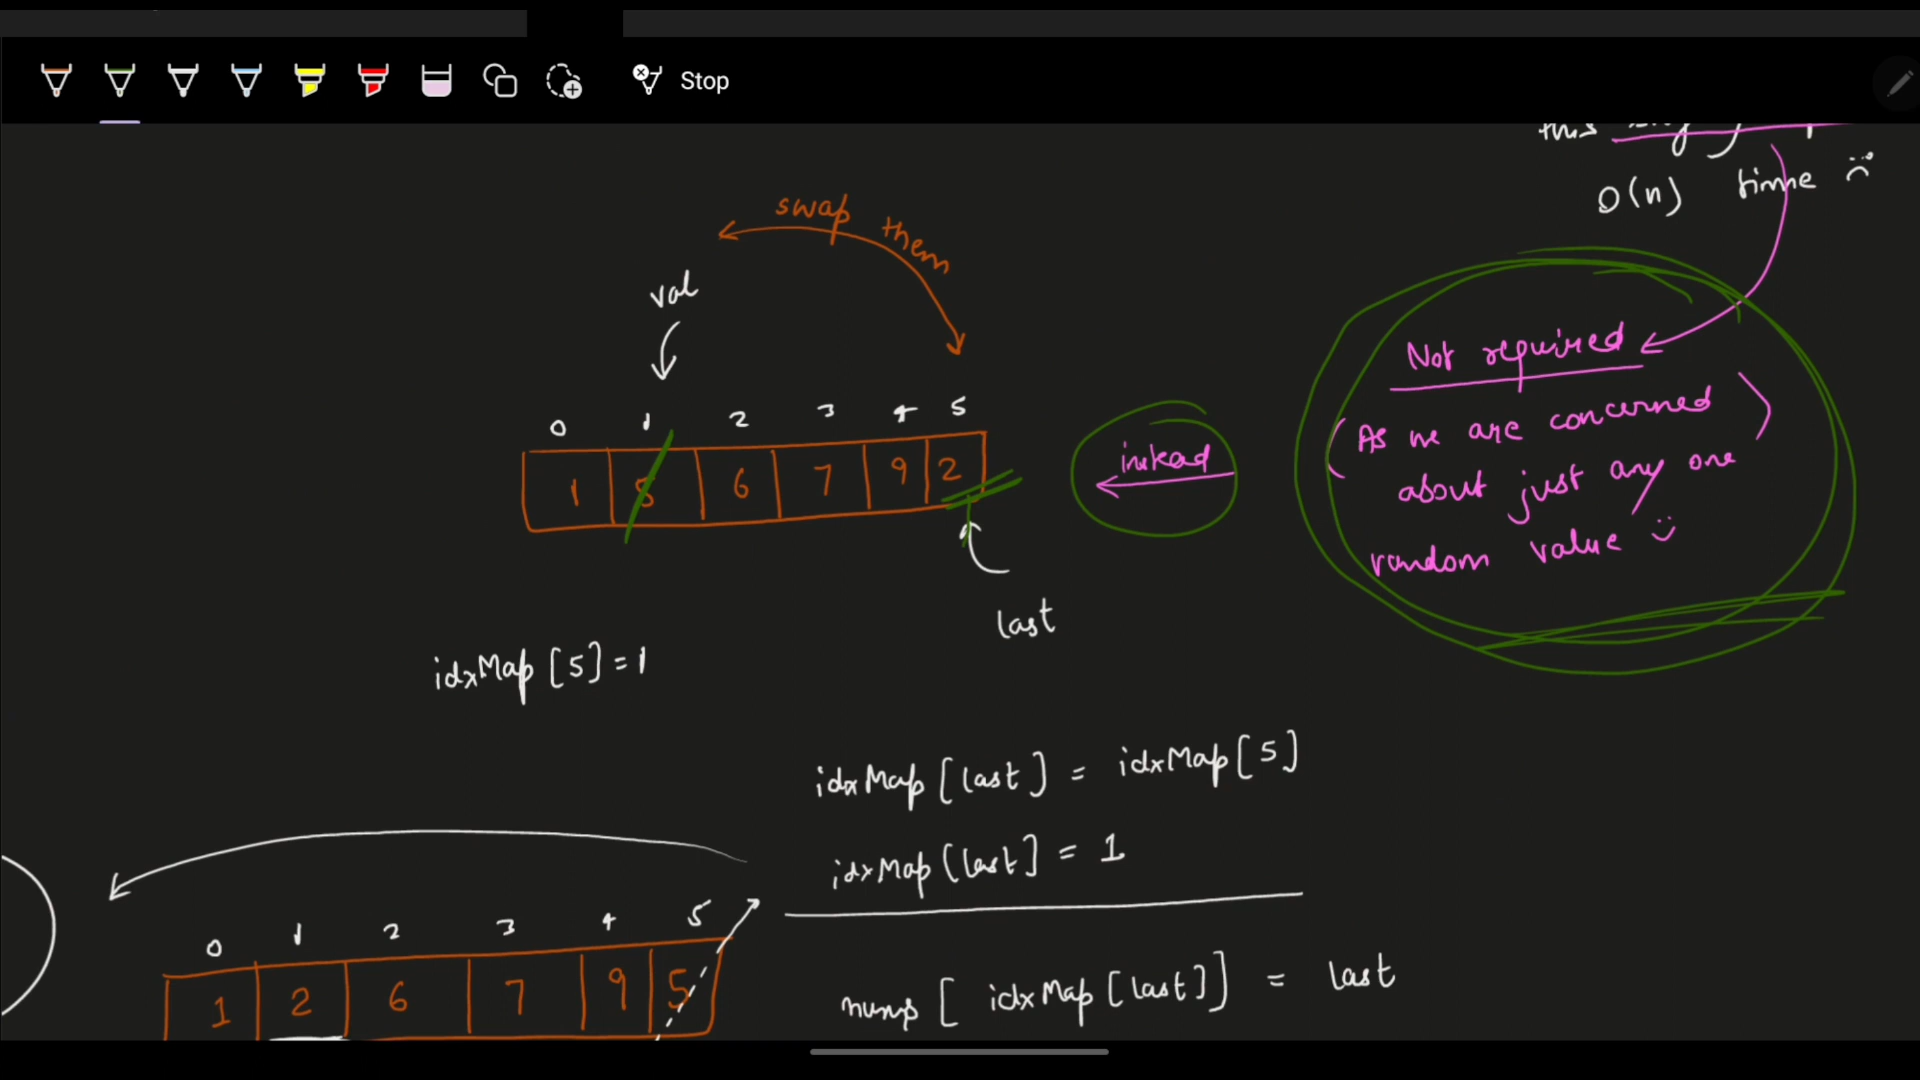 Stop
this
O(n) time
swap them
val
Not required
0 1 2 3 4 5
(As we are concerned)
1 5 6 7 9 2
instead
about just any one
random value
last
idxMap[5]=1
idxMap[last] = idxMap[5]
idxMap[last] = 1
0 1 2 3 4 5
1 2 6 7 9 5
nums[idxMap[last]] = last